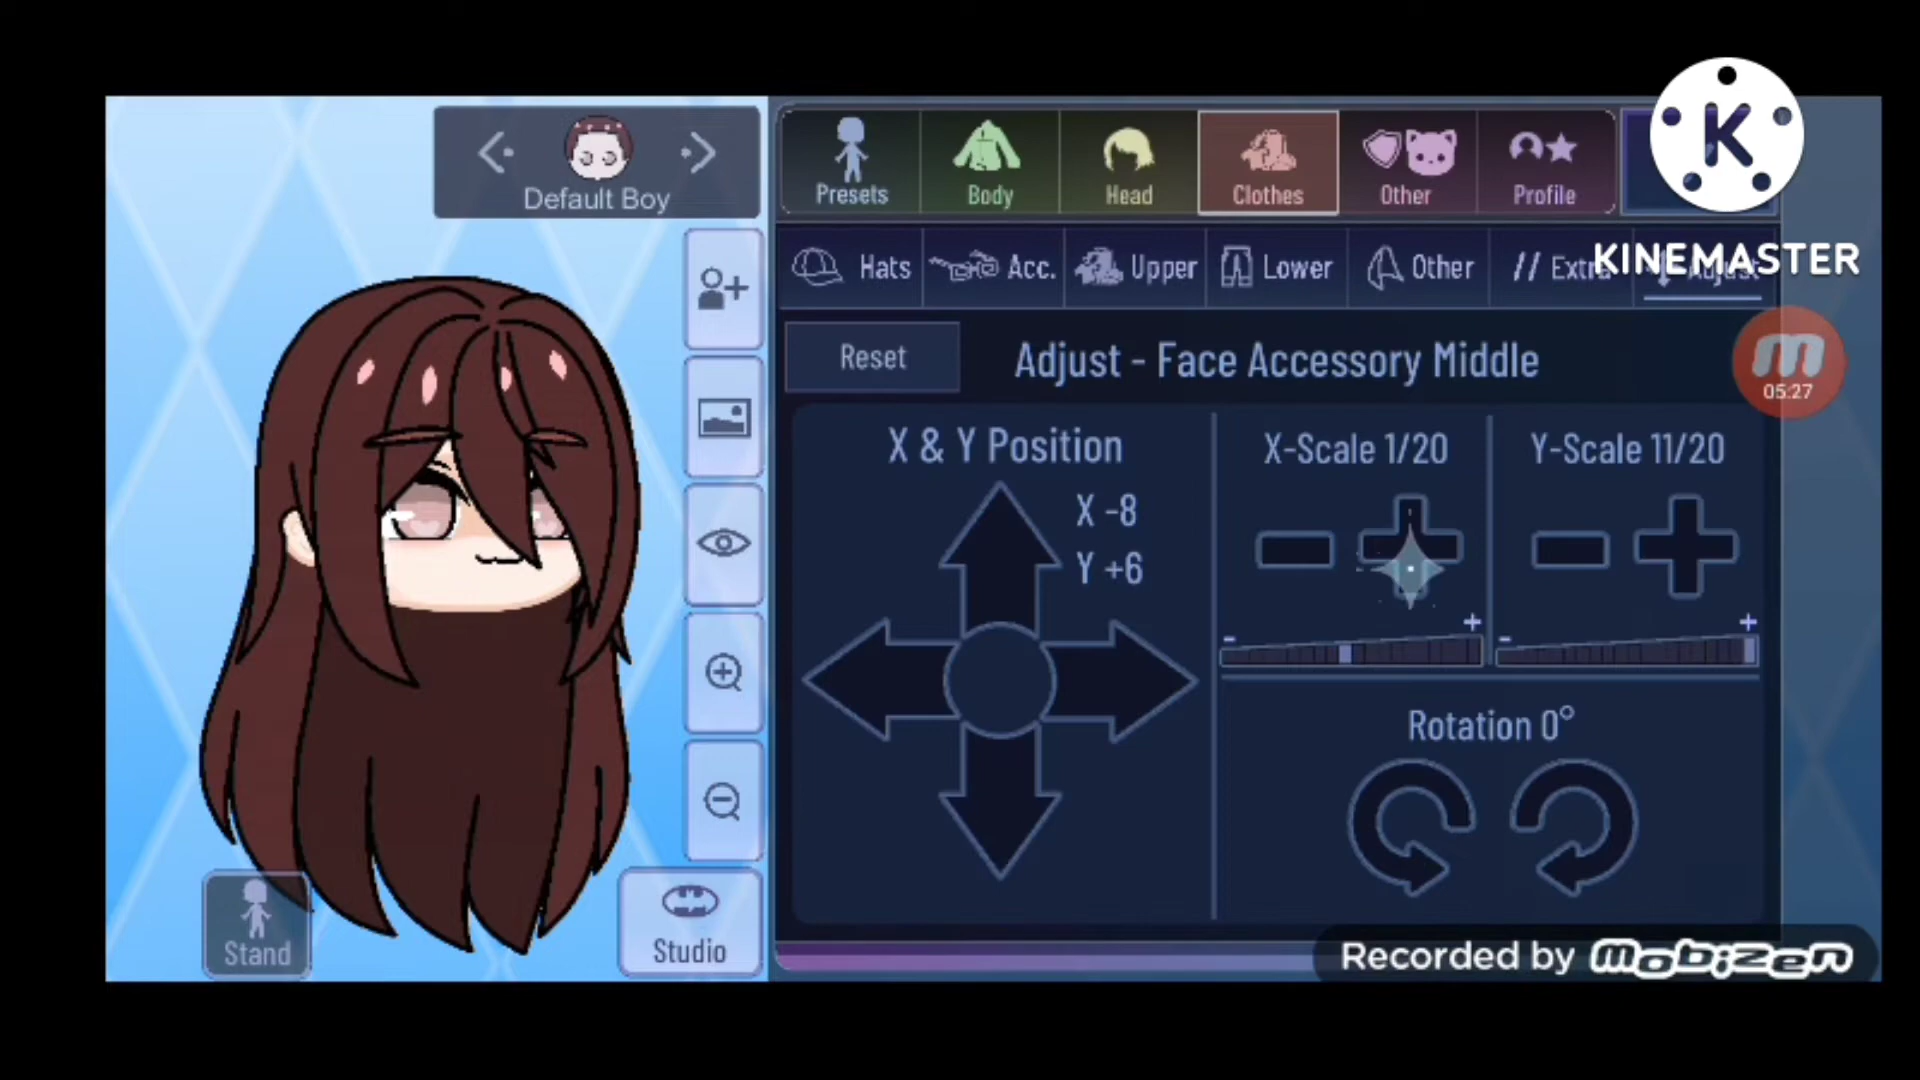 Default Boy
Presets
Body
Head
Clothes
Other
Profile
K
KINEMASTER
Hats
Acc.
Upper
Lower
Other
Extra
Adjust
Reset
Adjust - Face Accessory Middle
05:27
X & Y Position
X -8
Y +6
X-Scale 1/20
Y-Scale 11/20
- +
- +
Rotation 0°
Stand
Studio
Recorded by mobizen